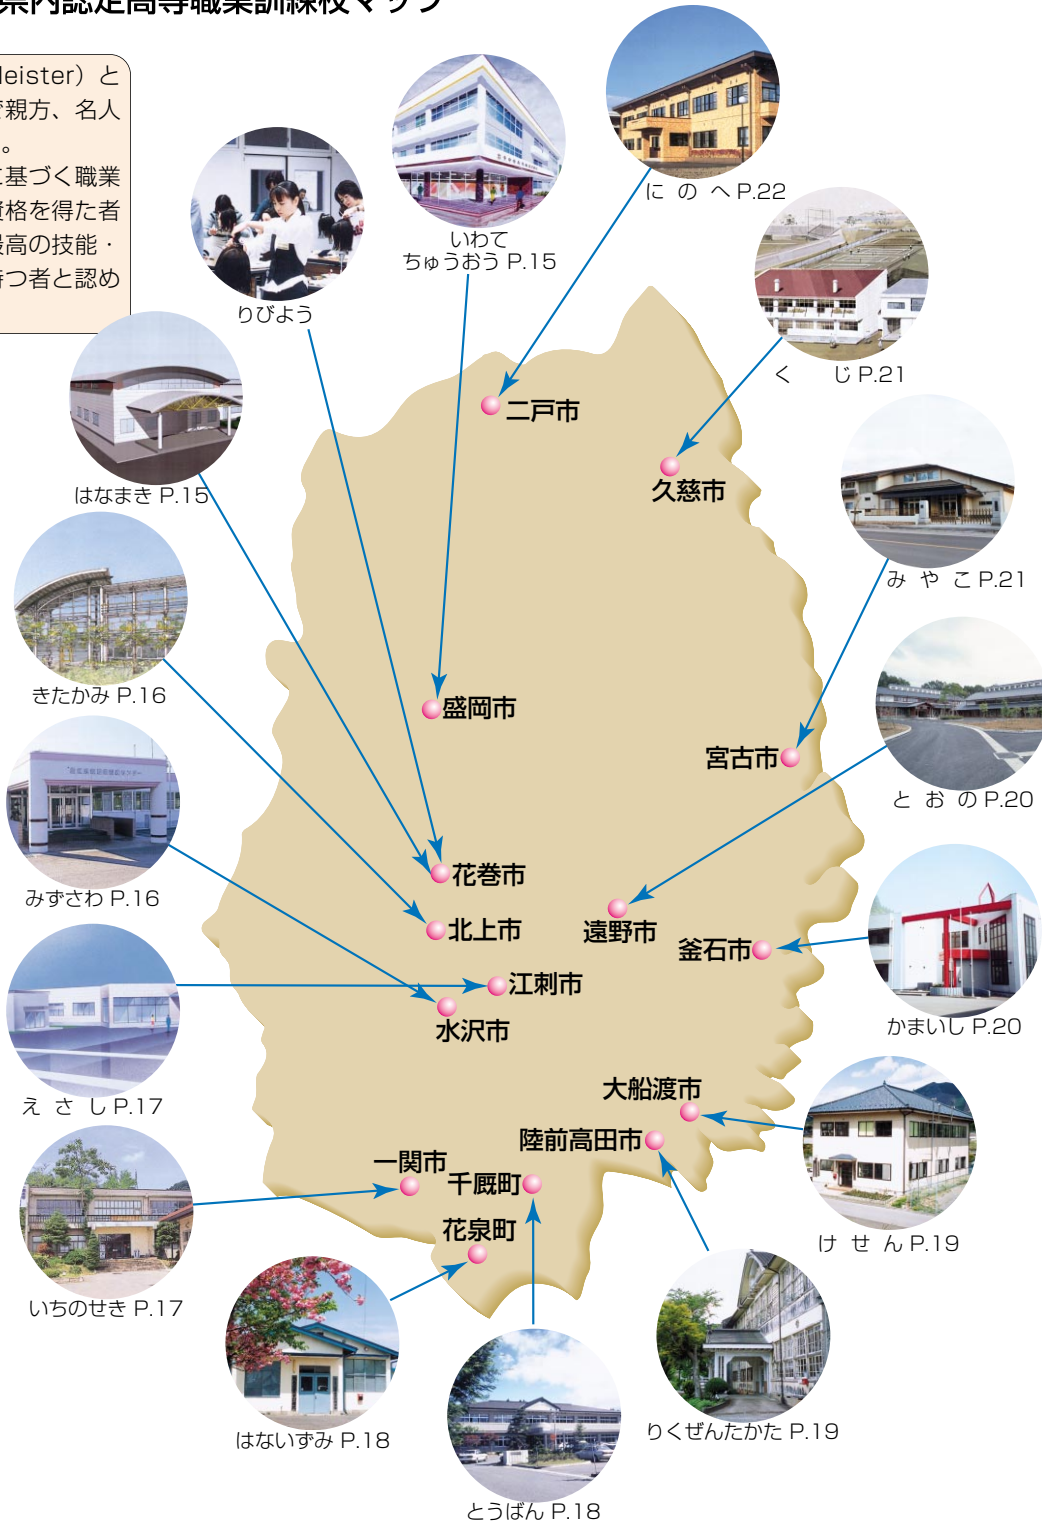 県内認定高等職業訓練校マップ
leister）と
で親方、名人
。
に基づく職業
資格を得た者
最高の技能・
持つ者と認め
いわて
ちゅうおう P.15
に の へ P.22
りびよう
く じ P.21
はなまき P.15
二戸市
久慈市
み や こ P.21
きたかみ P.16
盛岡市
宮古市
と お の P.20
みずさわ P.16
花巻市
北上市
遠野市
釜石市
かまいし P.20
江刺市
水沢市
え さ し P.17
大船渡市
陸前高田市
一関市
千厩町
花泉町
け せ ん P.19
いちのせき P.17
はないずみ P.18
りくぜんたかた P.19
とうばん P.18